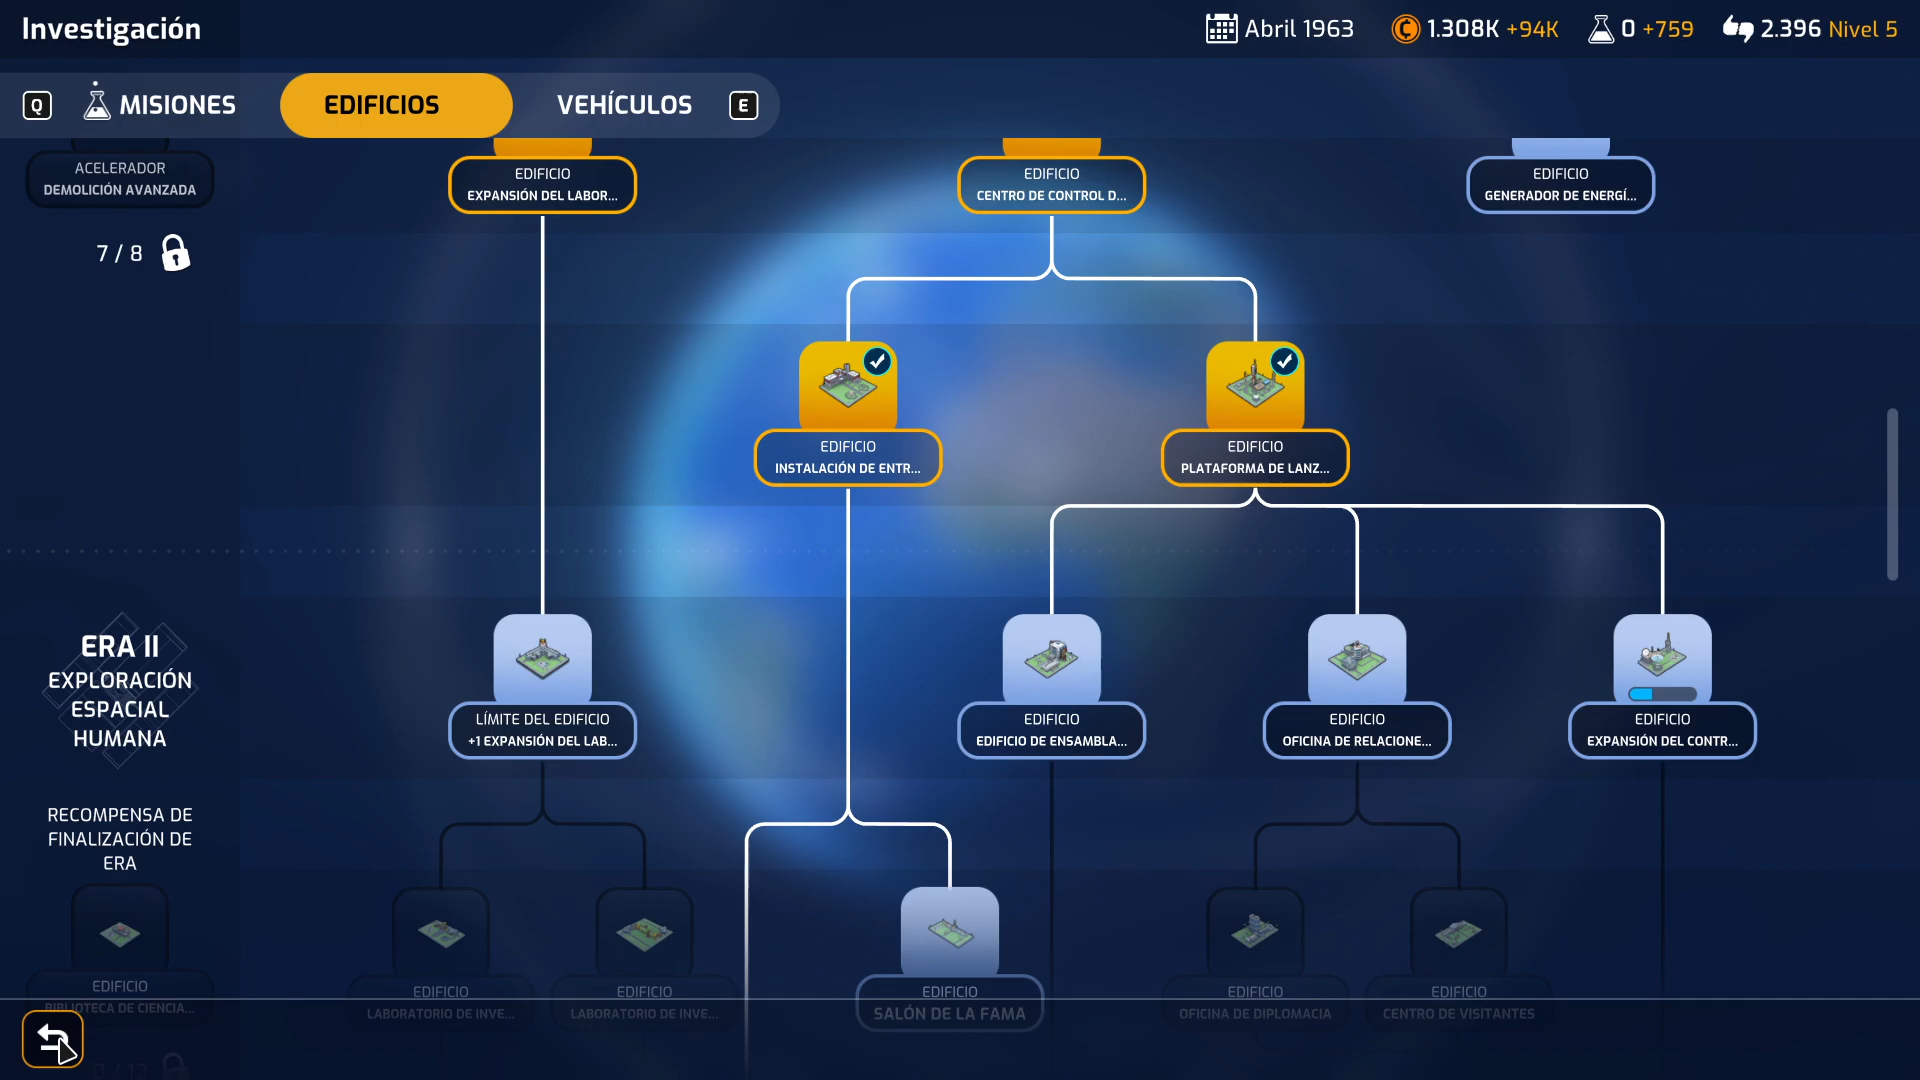 Investigación
Abril 1963
1.308K +94K
0 +759
2.396 Nivel 5
Q
MISIONES
EDIFICIOS
VEHÍCULOS
E
ACELERADOR
DEMOLICIÓN AVANZADA
7 / 8
EDIFICIO
EXPANSIÓN DEL LABOR...
EDIFICIO
CENTRO DE CONTROL D...
EDIFICIO
GENERADOR DE ENERGÍ...
EDIFICIO
INSTALACIÓN DE ENTR...
EDIFICIO
PLATAFORMA DE LANZ...
ERA II
EXPLORACIÓN
ESPACIAL
HUMANA
LÍMITE DEL EDIFICIO
+1 EXPANSIÓN DEL LAB...
EDIFICIO
EDIFICIO DE ENSAMBLA...
EDIFICIO
OFICINA DE RELACIONE...
EDIFICIO
EXPANSIÓN DEL CONTR...
RECOMPENSA DE
FINALIZACIÓN DE
ERA
EDIFICIO
BIBLIOTECA DE CIENCIA...
EDIFICIO
LABORATORIO DE INVE...
EDIFICIO
LABORATORIO DE INVE...
EDIFICIO
SALÓN DE LA FAMA
EDIFICIO
OFICINA DE DIPLOMACIA
EDIFICIO
CENTRO DE VISITANTES